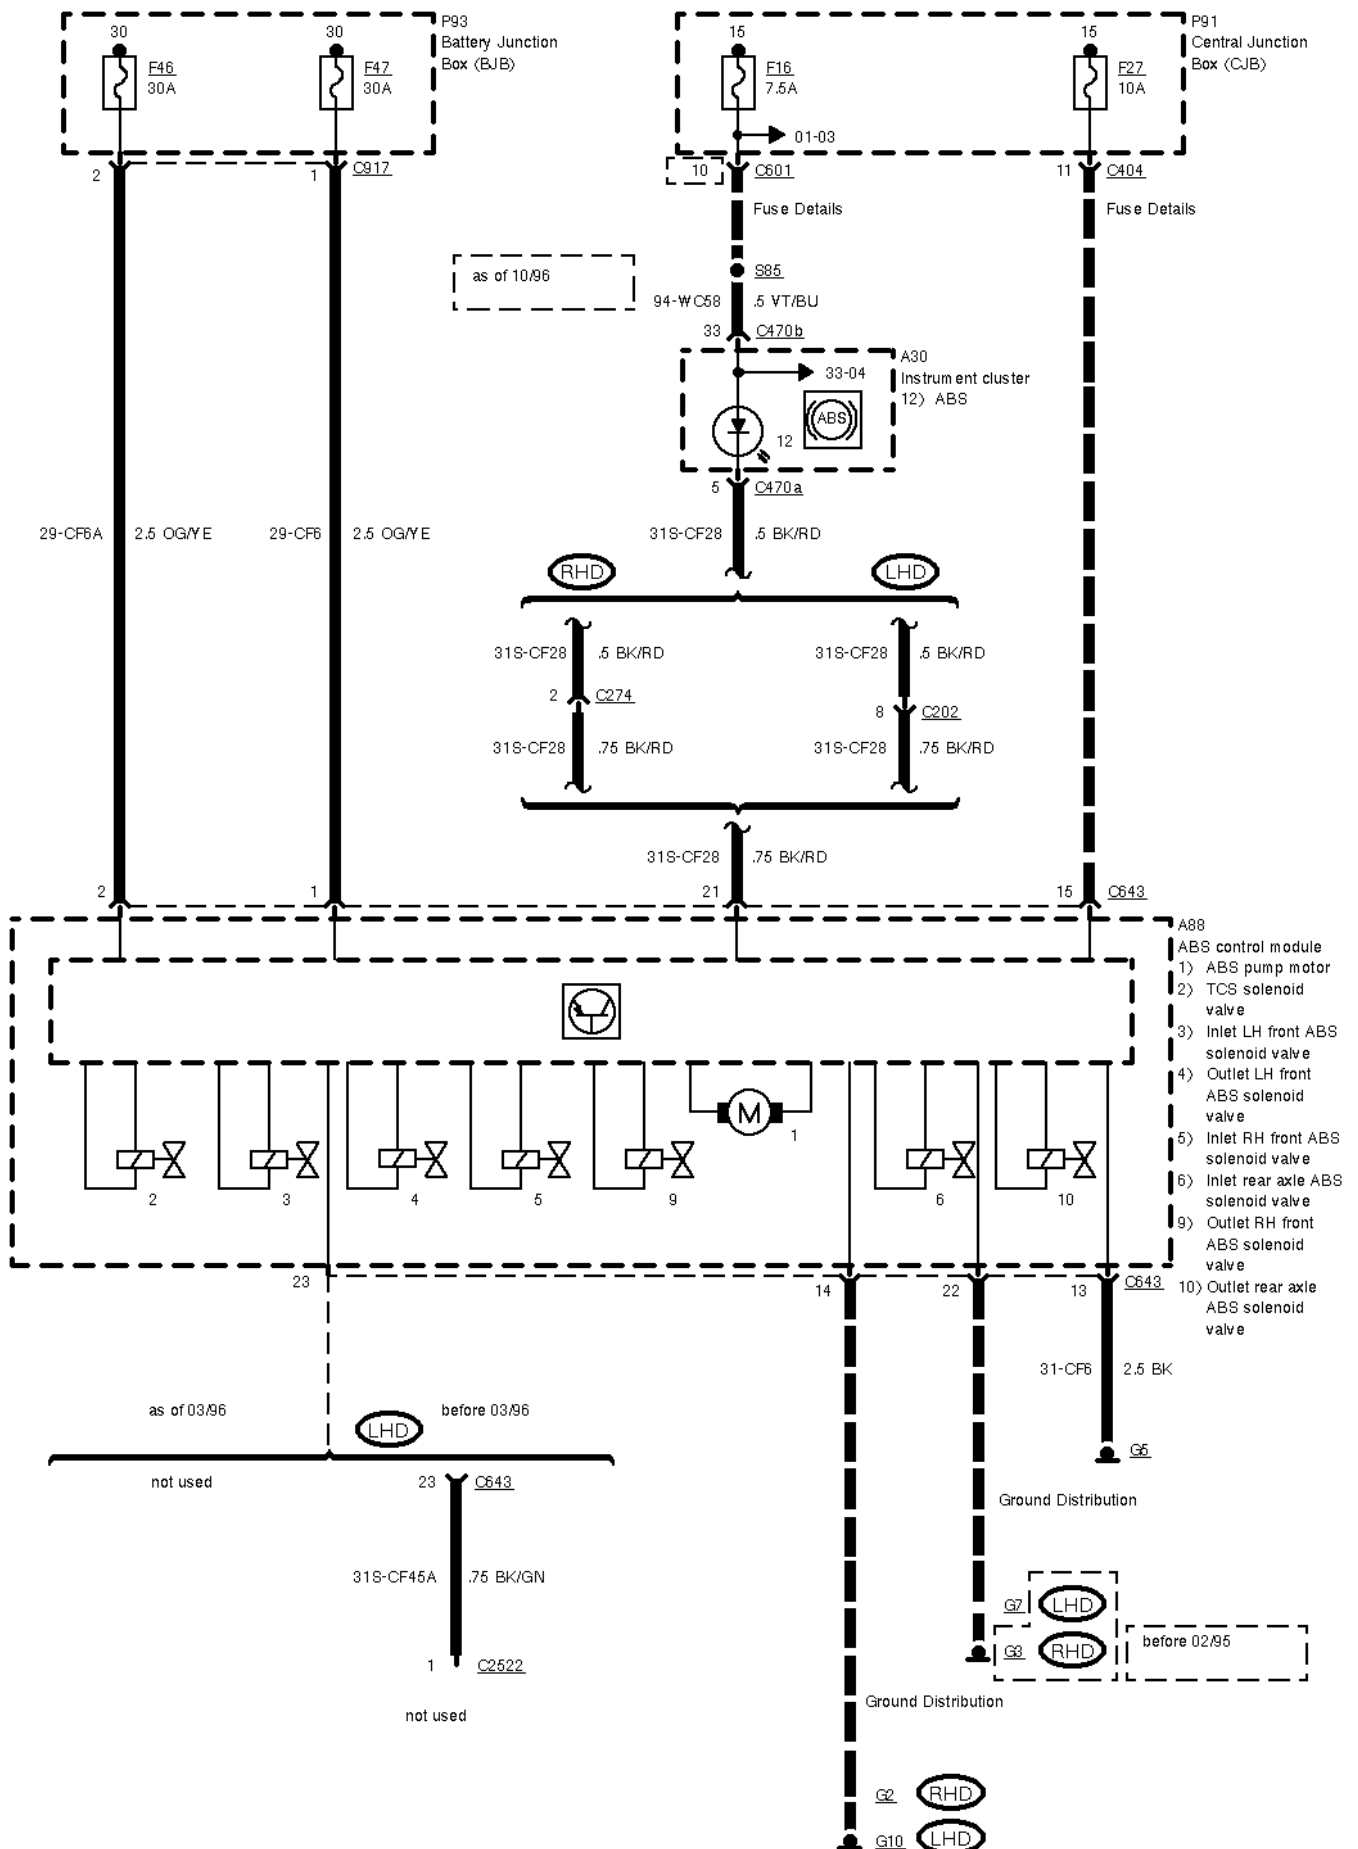 30
30
P93
Battery Junction
Box (BJB)
F46
30A
F47
30A
2
1
C917
15
15
P91
Central Junction
Box (CJB)
F16
7.5A
F27
10A
01-03
10
C601
11
C404
Fuse Details
Fuse Details
as of 10/96
S85
94-WC58
.5 VT/BU
33
C470b
A30
Instrument cluster
12) ABS
33-04
ABS
12
5
C470a
29-CF6A
2.5 OG/YE
29-CF6
2.5 OG/YE
31S-CF28
.5 BK/RD
RHD
LHD
31S-CF28
.5 BK/RD
31S-CF28
.5 BK/RD
2
C274
8
C202
31S-CF28
.75 BK/RD
31S-CF28
.75 BK/RD
31S-CF28
.75 BK/RD
2
1
21
15
C643
A88
ABS control module
1) ABS pump motor
2) TCS solenoid
valve
3) Inlet LH front ABS
solenoid valve
4) Outlet LH front
ABS solenoid
valve
5) Inlet RH front ABS
solenoid valve
6) Inlet rear axle ABS
solenoid valve
9) Outlet RH front
ABS solenoid
valve
10) Outlet rear axle
ABS solenoid
valve
M
1
2
3
4
5
9
6
10
23
14
22
13
C643
31-CF6
2.5 BK
G5
as of 03/96
LHD
before 03/96
not used
23
C643
31S-CF45A
.75 BK/GN
1
C2522
not used
Ground Distribution
G7
LHD
G3
RHD
before 02/95
Ground Distribution
G2
RHD
G10
LHD